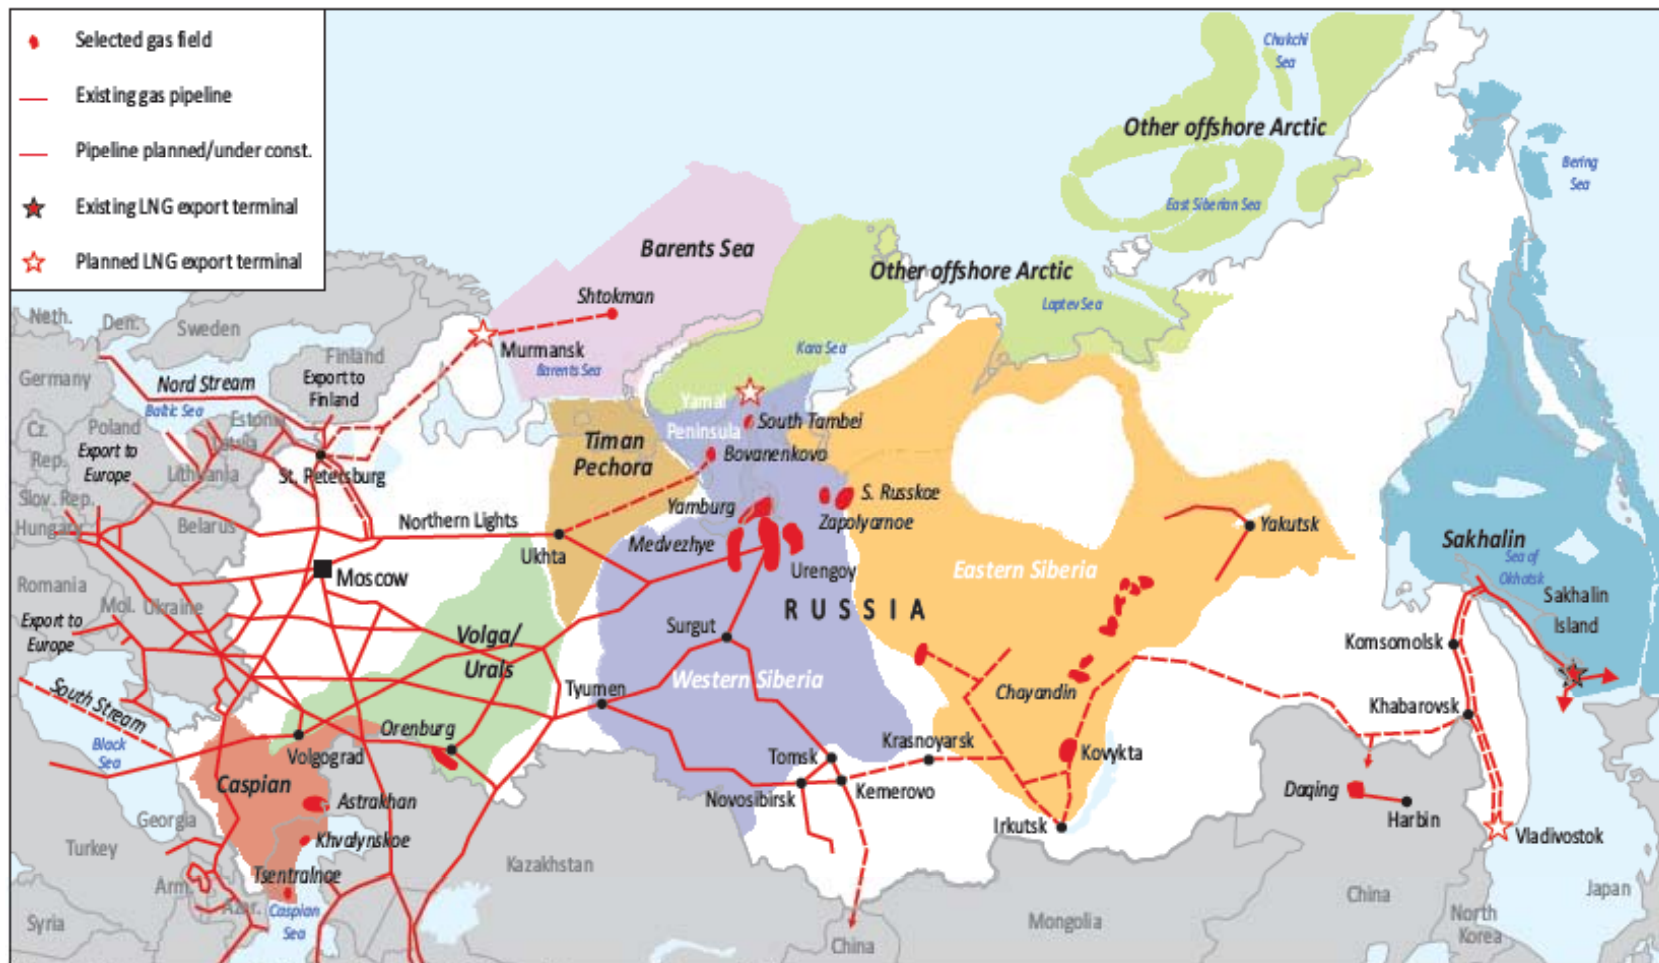 Selected gas field
Existing gas pipeline
Pipeline planned/under const.
Existing LNG export terminal
Planned LNG export terminal
Chukchi
Sea
Other offshore Arctic
Bering
Sea
East Siberian Sea
Barents Sea
Other offshore Arctic
Shtokman
Laptev Sea
Neth.
Den.
Sweden
Finland
Murmansk
Barents Sea
Kara Sea
Germany
Nord Stream
Export to
Finland
Baltic Sea
Yamal
Peninsula
South Tambei
Cz.
Rep.
Poland
Estonia
Latvia
Export to
Europe
Lithuania
St. Petersburg
Timan
Pechora
Bovanenkovo
Slov. Rep.
Hungary
Belarus
Northern Lights
Ukhta
Yamburg
Medvezhye
S. Russkoe
Zapolyarnoe
Urengoy
Yakutsk
Sakhalin
Sea of
Okhotsk
Moscow
Romania
Mol.
Ukraine
Eastern Siberia
RUSSIA
Sakhalin
Island
Export to
Europe
Volga/
Urals
Surgut
Komsomolsk
Western Siberia
Tyumen
Chayandin
South Stream
Khabarovsk
Black
Sea
Volgograd
Orenburg
Tomsk
Krasnoyarsk
Kovykta
Caspian
Astrakhan
Novosibirsk
Kemerovo
Daqing
Harbin
Georgia
Irkutsk
Vladivostok
Turkey
Khvalynskoe
Kazakhstan
Arm.
Tsentralnoe
Azar.
China
Japan
Syria
Caspian
Sea
China
Mongolia
North
Korea